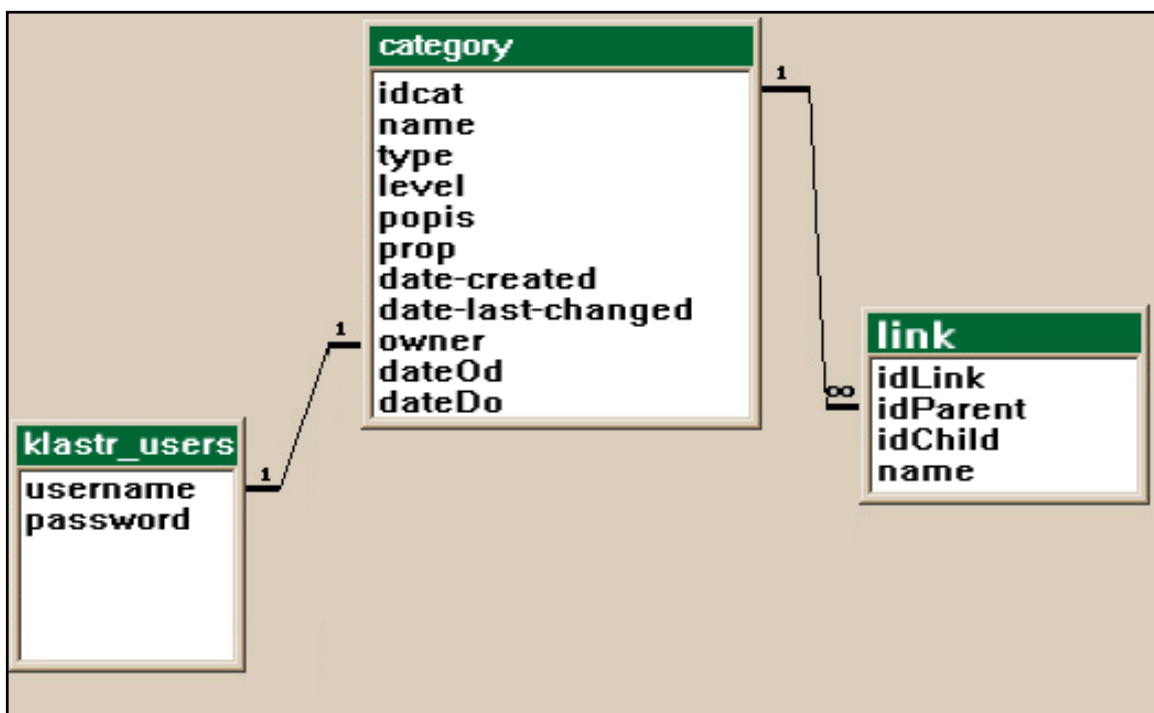 category
idcat
name
type
level
popis
prop
date-created
date-last-changed
owner
dateOd
dateDo
1
∞
link
idLink
idParent
idChild
name
1
1
klastr_users
username
password